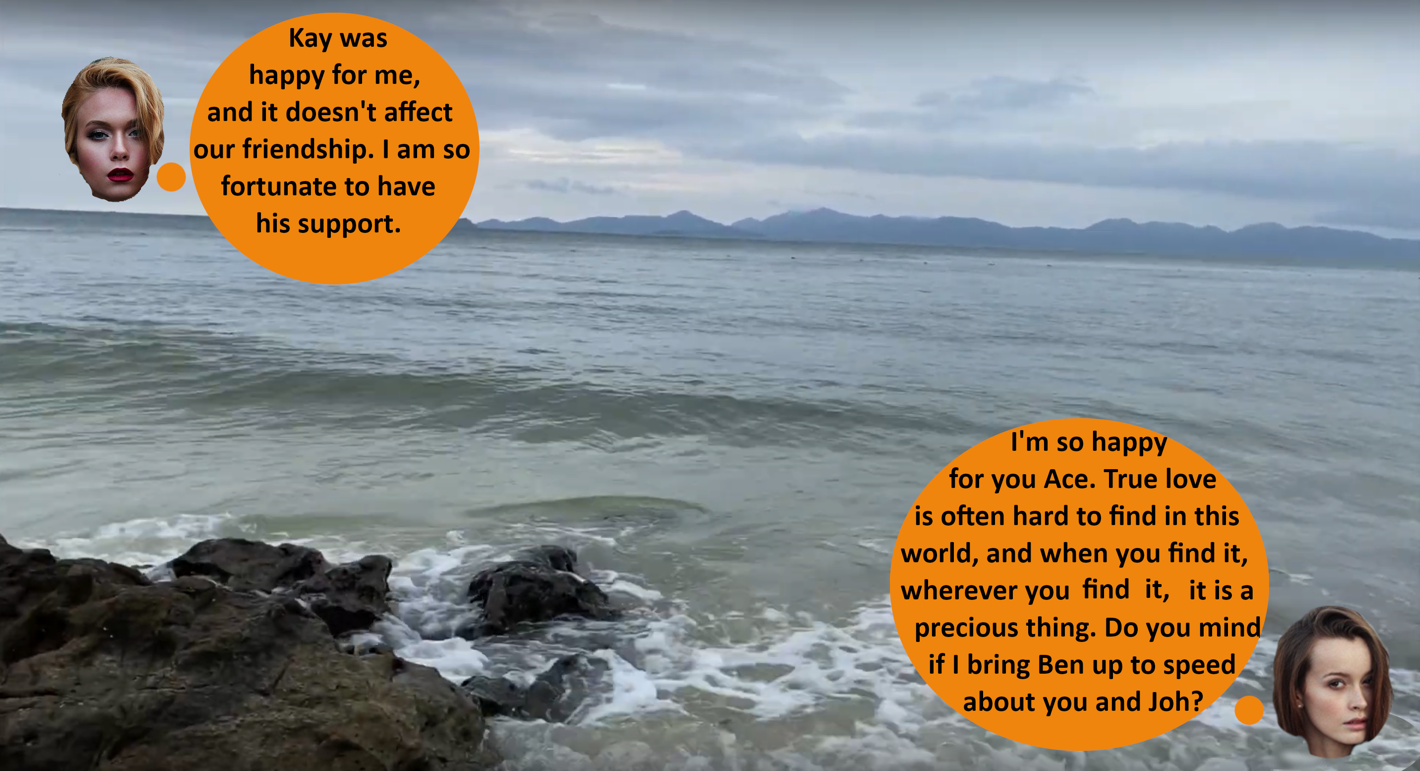 Kay was
happy for me,
and it doesn't affect
our friendship. I am so
fortunate to have
his support.
I'm so happy
for you Ace. True love
is often hard to find in this
world, and when you find it,
wherever you find it, it is a
precious thing. Do you mind
if I bring Ben up to speed
about you and Joh?